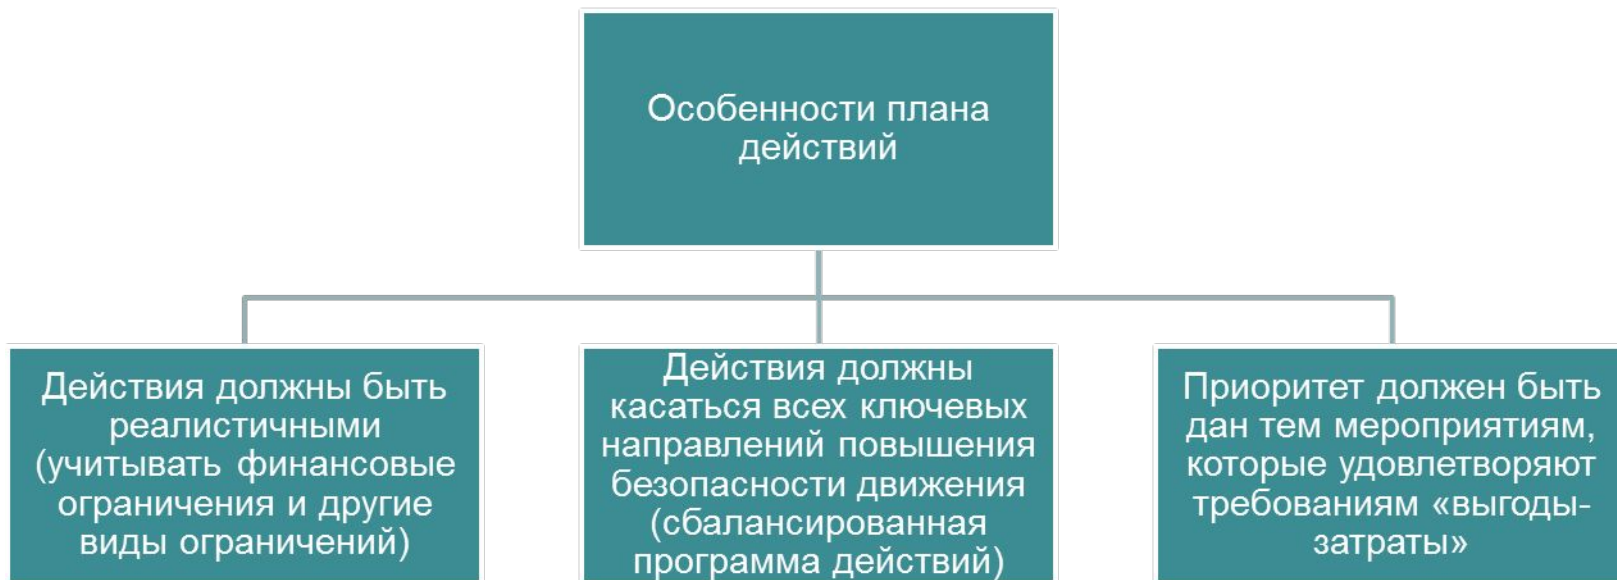 Особенности плана
действий
Действия должны быть
реалистичными
(учитывать финансовые
ограничения и другие
виды ограничений)
Действия должны
касаться всех ключевых
направлений повышения
безопасности движения
(сбалансированная
программа действий)
Приоритет должен быть
дан тем мероприятиям,
которые удовлетворяют
требованиям «выгоды-
затраты»